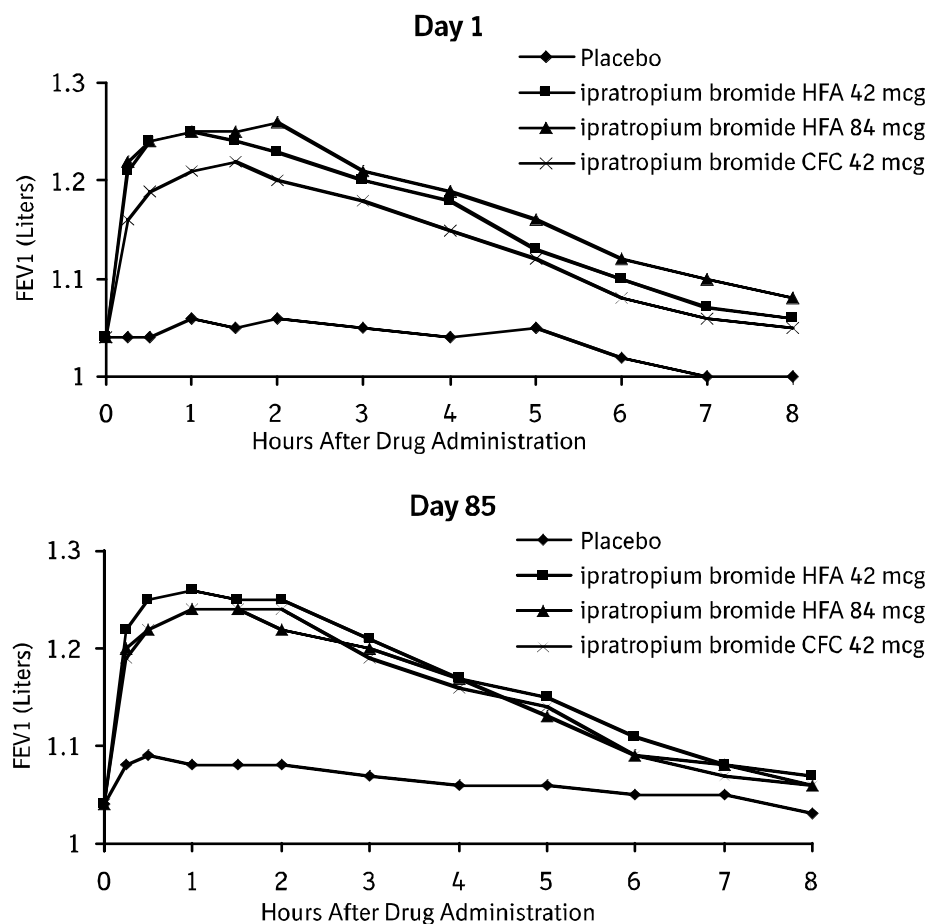 Day 1
Placebo
ipratropium bromide HFA 42 mcg
ipratropium bromide HFA 84 mcg
ipratropium bromide CFC 42 mcg
FEV1 (Liters)
1.3
1.2
1.1
1
0 1 2 3 4 5 6 7 8
Hours After Drug Administration
Day 85
Placebo
ipratropium bromide HFA 42 mcg
ipratropium bromide HFA 84 mcg
ipratropium bromide CFC 42 mcg
FEV1 (Liters)
1.3
1.2
1.1
1
0 1 2 3 4 5 6 7 8
Hours After Drug Administration